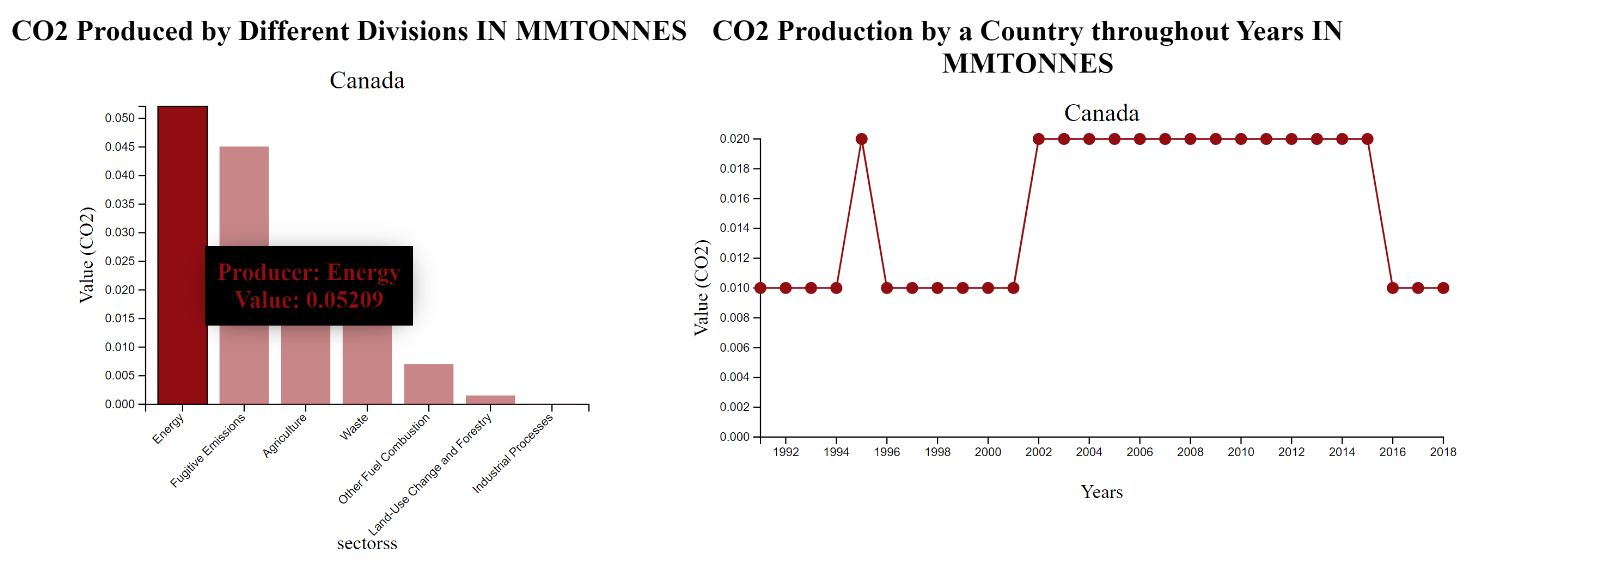 CO2 Produced by Different Divisions IN MMTONNES
Canada
0.050
0.045
0.040
0.035
0.030
0.025
0.020
0.015
0.010
0.005
0.000
Value (CO2)
Producer: Energy
Value: 0.05209
Energy
Fugitive Emissions
Agriculture
Waste
Other Fuel Combustion
Land-Use Change and Forestry
Industrial Processes
sectorss
CO2 Production by a Country throughout Years IN
MMTONNES
Canada
0.020
0.018
0.016
0.014
0.012
0.010
0.008
0.006
0.004
0.002
0.000
Value (CO2)
1992 1994 1996 1998 2000 2002 2004 2006 2008 2010 2012 2014 2016 2018
Years